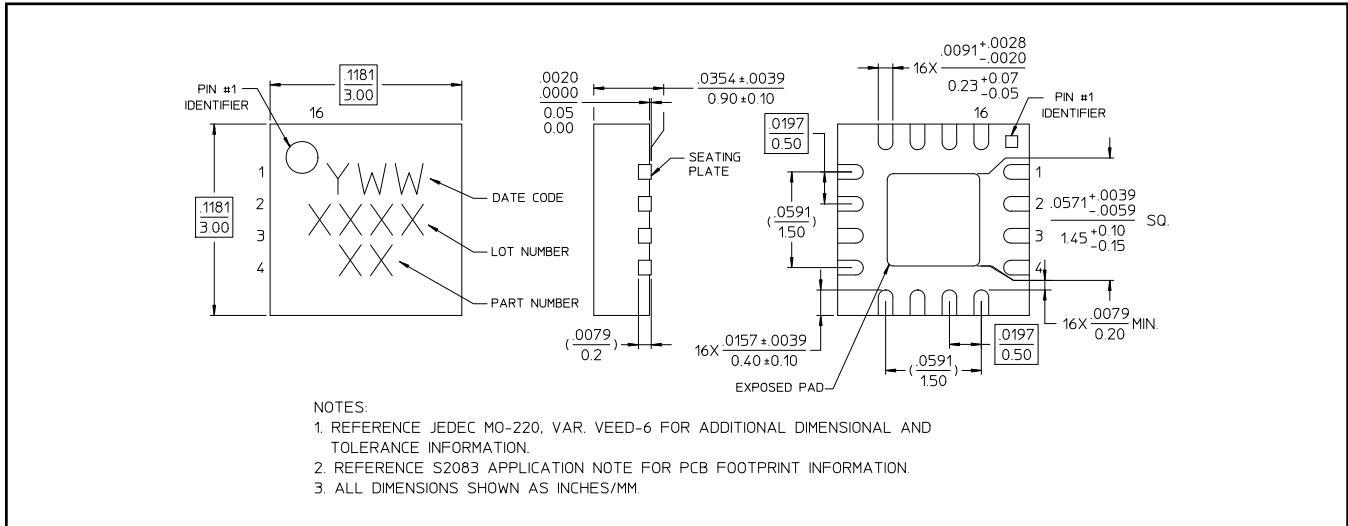 PIN #1
IDENTIFIER
.1181
3.00
16
.1181
3.00
1
2
3
4
YWW
XXXX
XX
DATE CODE
LOT NUMBER
PART NUMBER
.0020
.0000
0.05
0.00
.0354 ±.0039
0.90 ±0.10
SEATING
PLATE
(.0079
0.2)
16X .0091 +.0028
-.0020
0.23 +0.07
-0.05
16
PIN #1
IDENTIFIER
.0197
0.50
(.0591
1.50)
1
2
3
4
.0571 +.0039
-.0059
1.45 +0.10
-0.15
SQ.
16X .0157 ±.0039
0.40 ±0.10
EXPOSED PAD
(.0591
1.50)
.0197
0.50
16X .0079
0.20
MIN.
NOTES:
1. REFERENCE JEDEC MO-220, VAR. VEED-6 FOR ADDITIONAL DIMENSIONAL AND
TOLERANCE INFORMATION.
2. REFERENCE S2083 APPLICATION NOTE FOR PCB FOOTPRINT INFORMATION.
3. ALL DIMENSIONS SHOWN AS INCHES/MM.